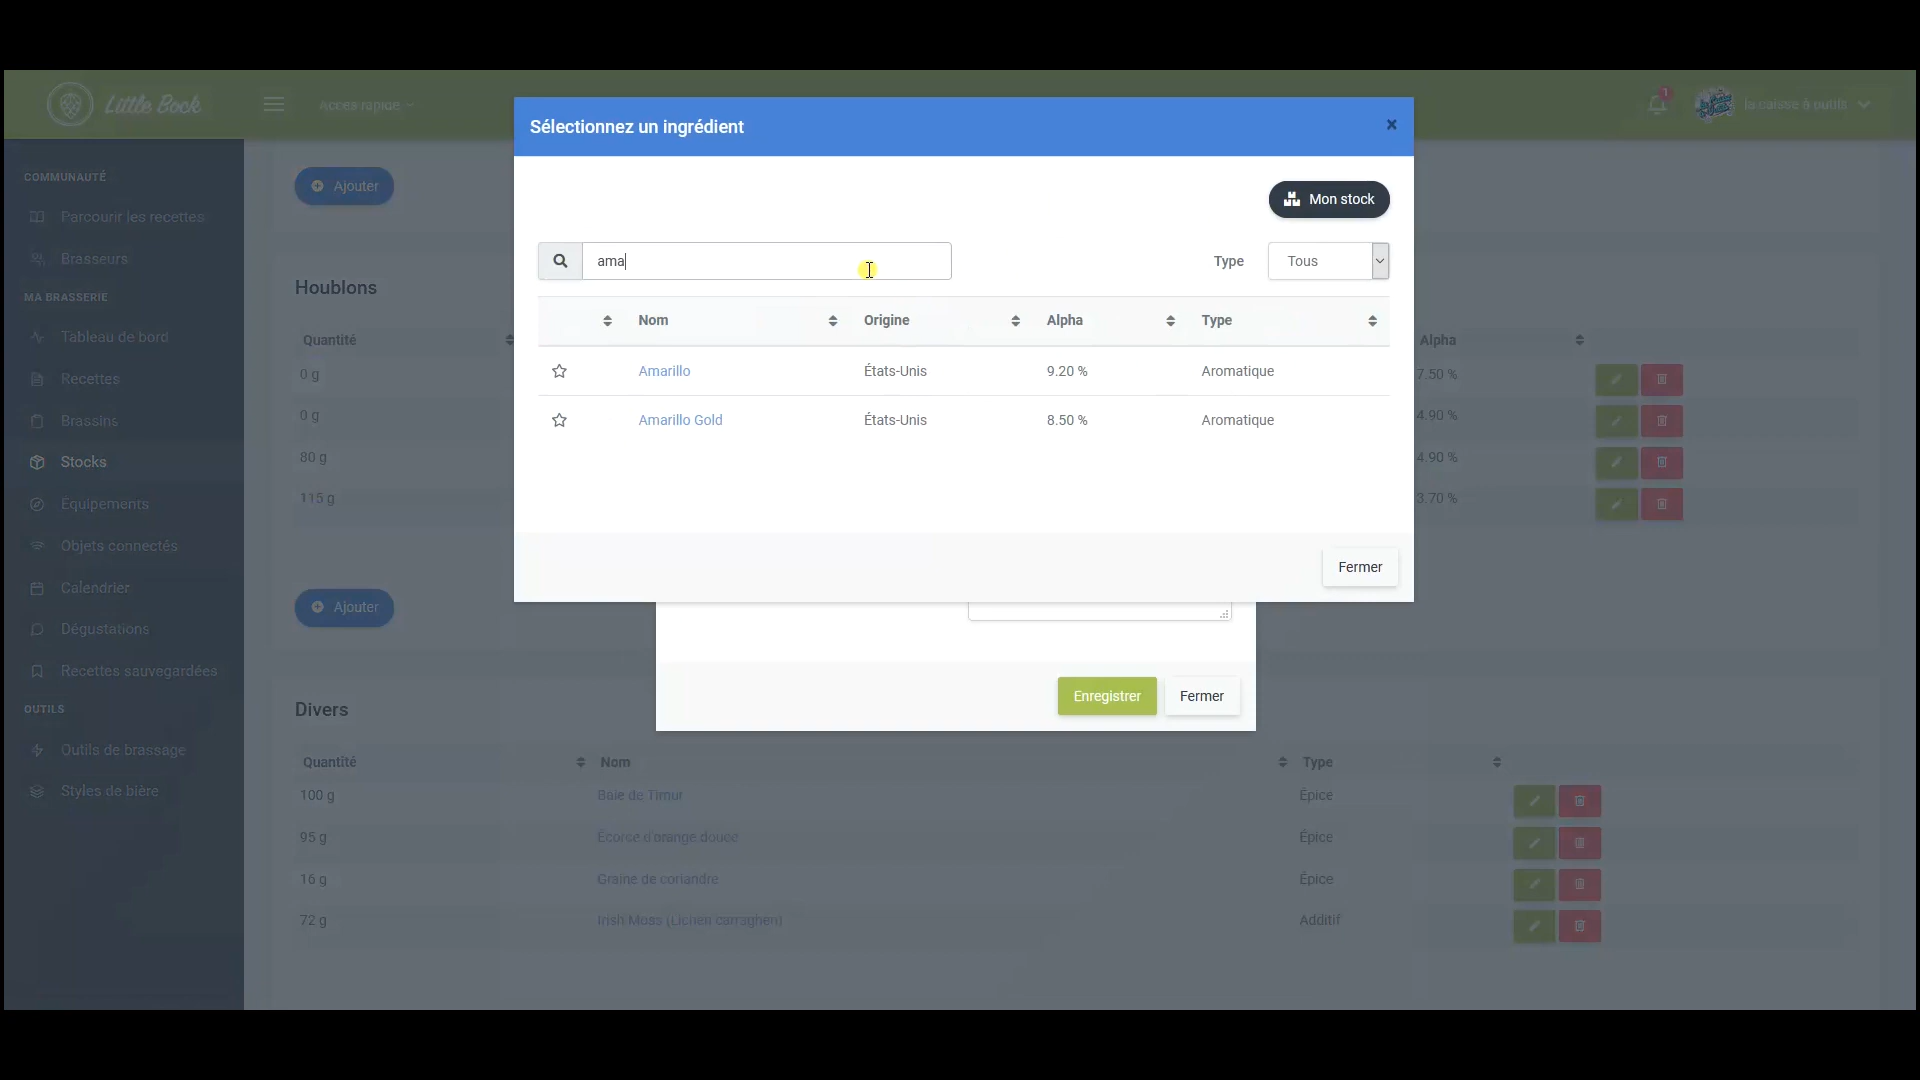 Little Bock
Accès rapide
1
la caisse à outils
COMMUNAUTÉ
Parcourir les recettes
Brasseurs
MA BRASSERIE
Tableau de bord
Recettes
Brassins
Stocks
Equipements
Objets connectés
Calendrier
Dégustations
Recettes sauvegardées
OUTILS
Outils de brassage
Styles de bière
Ajouter
Houblons
Quantité Alpha
0 g 7.50 %
0 g 4.90 %
80 g 4.90 %
115 g 3.70 %
Ajouter
Sélectionnez un ingrédient ×
Mon stock
ama Type Tous
Nom Origine Alpha Type
Amarillo États-Unis 9.20 % Aromatique
Amarillo Gold États-Unis 8.50 % Aromatique
Fermer
Enregistrer Fermer
Divers
Quantité Nom Type
100 g Baie de Timur Épice
95 g Écorce d'orange douce Épice
16 g Graine de coriandre Épice
72 g Irish Moss (Lichen carraghen) Additif